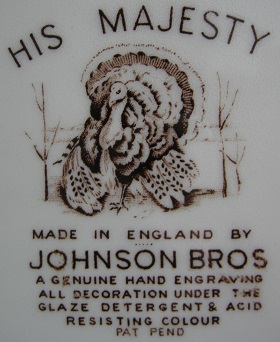 HIS MAJESTY
MADE IN ENGLAND BY
JOHNSON BROS
A GENUINE HAND ENGRAVING
ALL DECORATION UNDER THE
GLAZE DETERGENT & ACID
RESISTING COLOUR
PAT PEND